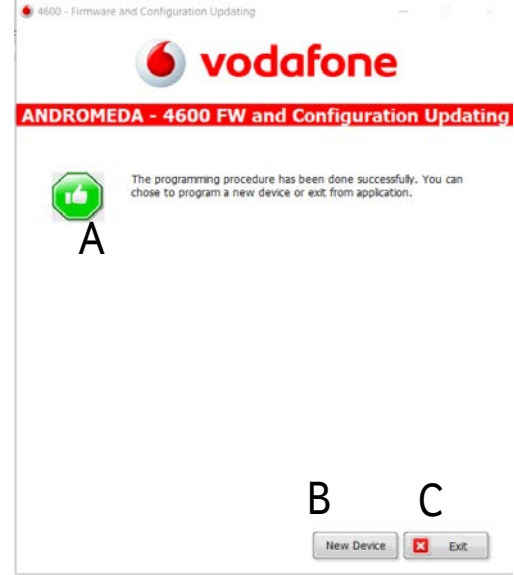 4600 - Firmware and Configuration Updating
vodafone
ANDROMEDA - 4600 FW and Configuration Updating
The programming procedure has been done successfully. You can
chose to program a new device or exit from application.
A
B C
New Device Exit